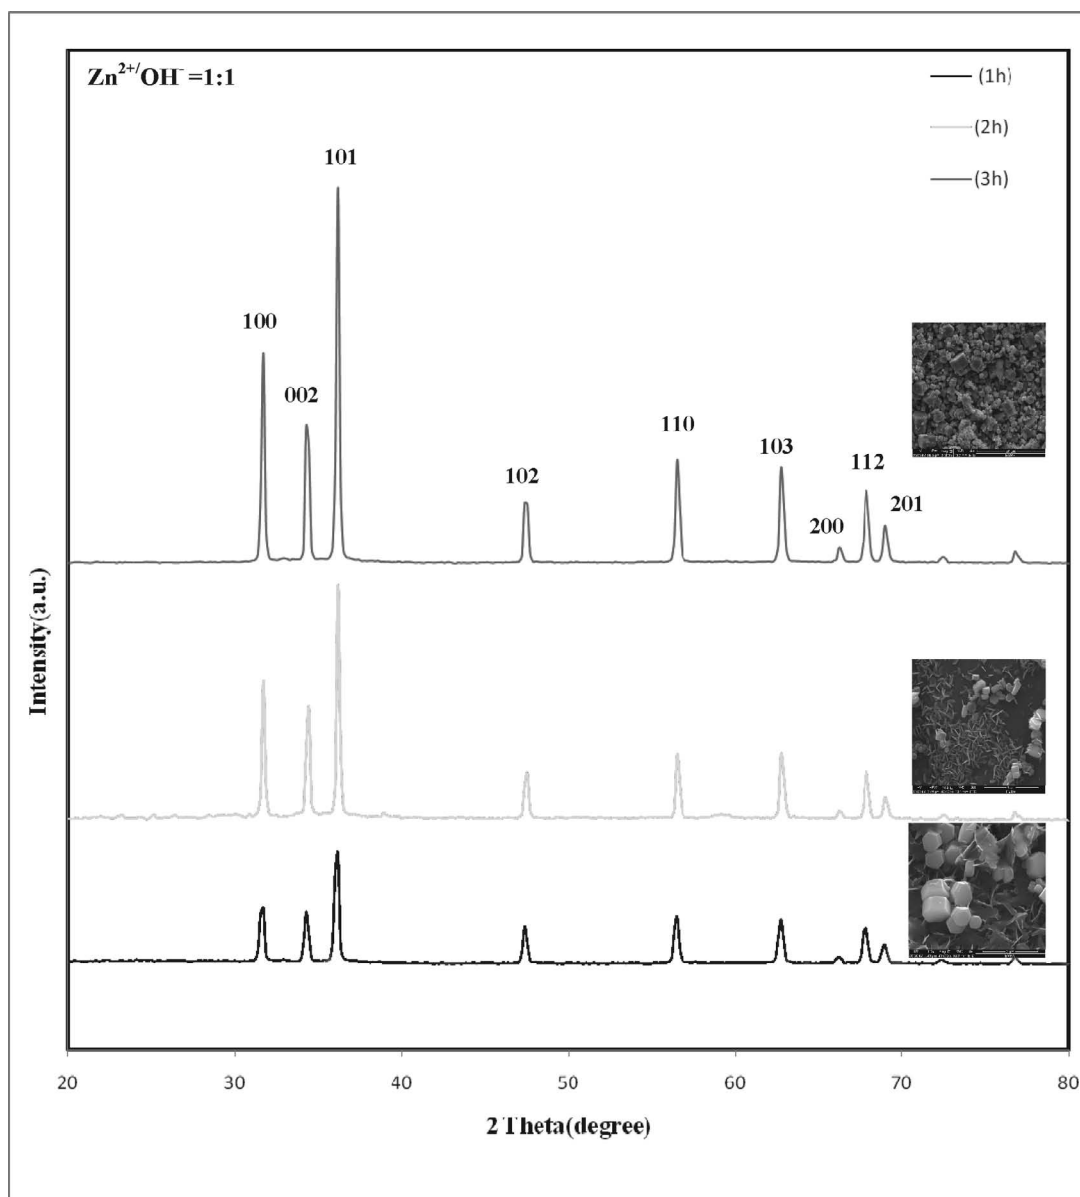 Zn²⁺/OH⁻ =1:1
(1h)
(2h)
(3h)
101
100
002
110
103
102
112
200
201
Intensity(a.u.)
20 30 40 50 60 70 80
2 Theta(degree)